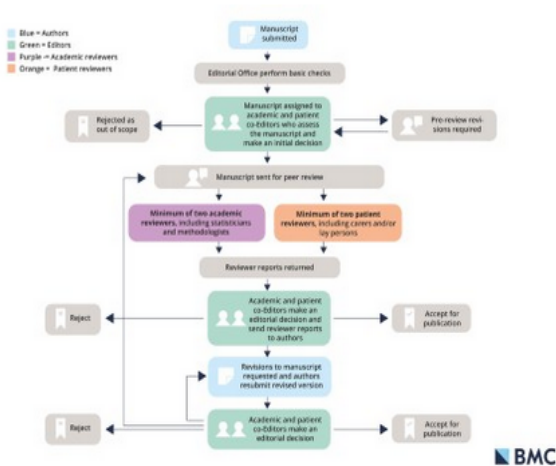 Blue = Authors
Green = Editors
Purple = Academic reviewers
Orange = Patient reviewers
Manuscript
submitted
Editorial Office perform basic checks
Rejected as
out of scope
Manuscript assigned to
academic and patient
co-Editors who assess
the manuscript and
make an initial decision
Pre-review revi-
sions required
Manuscript sent for peer review
Minimum of two academic
reviewers, including statisticians
and methodologists
Minimum of two patient
reviewers, including carers and/or
lay persons
Reviewer reports returned
Reject
Academic and patient
co-Editors make an
editorial decision and
send reviewer reports
to authors
Accept for
publication
Revisions to manuscript
requested and authors
resubmit revised version
Reject
Academic and patient
co-Editors make an
editorial decision
Accept for
publication
BMC